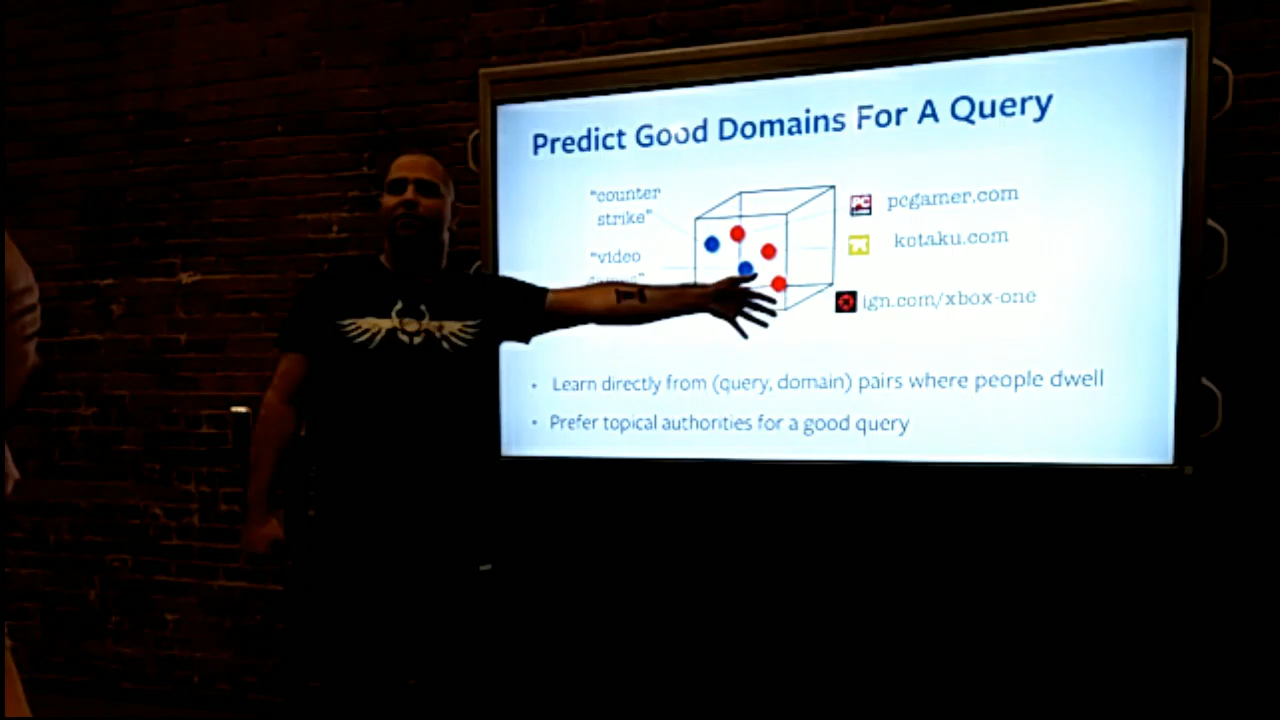 Predict Good Domains For A Query
"counter
strike"
"video
pcgamer.com
kotaku.com
ign.com/xbox-one
• Learn directly from (query, domain) pairs where people dwell
• Prefer topical authorities for a good query